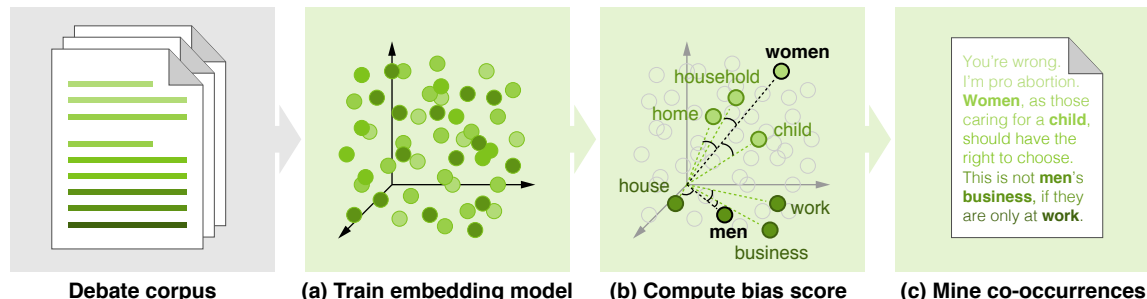 women
household
home
child
house
work
men
business
You're wrong.
I'm pro abortion.
Women, as those
caring for a child,
should have the
right to choose.
This is not men's
business, if they
are only at work.
Debate corpus
(a) Train embedding model
(b) Compute bias score
(c) Mine co-occurrences